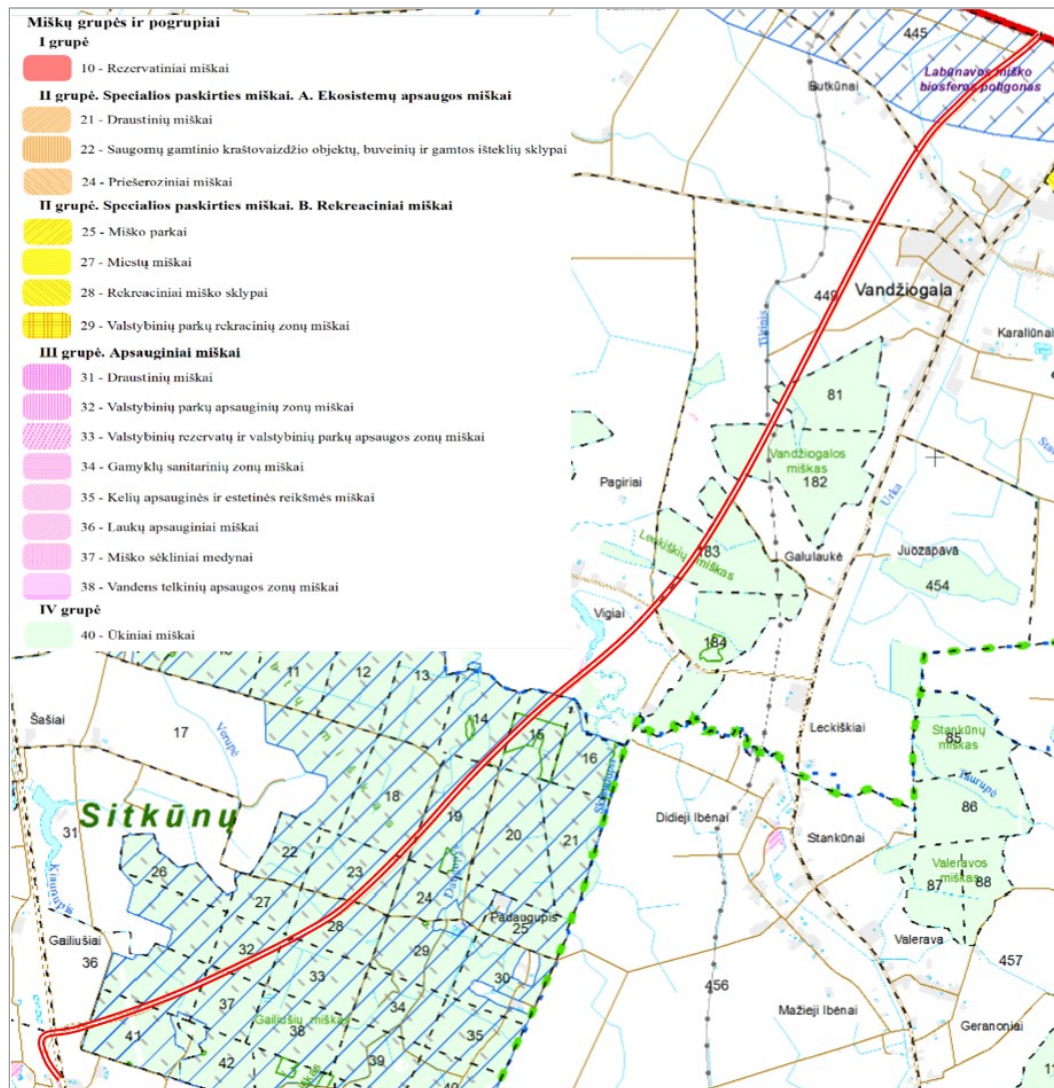 Miškų grupės ir pogrupiai
I grupė
10 - Rezervatiniai miškai
II grupė. Specialios paskirties miškai. A. Ekosistemų apsaugos miškai
21 - Draustinių miškai
22 - Saugomų gamtinio kraštovaizdžio objektų, buveinių ir gamtos išteklių sklypai
24 - Priešeroziniai miškai
II grupė. Specialios paskirties miškai. B. Rekreaciniai miškai
25 - Miško parkai
27 - Miestų miškai
28 - Rekreaciniai miško sklypai
29 - Valstybinių parkų rekracinių zonų miškai
III grupė. Apsauginiai miškai
31 - Draustinių miškai
32 - Valstybinių parkų apsauginių zonų miškai
33 - Valstybinių rezervatų ir valstybinių parkų apsaugos zonų miškai
34 - Gamyklų sanitarinių zonų miškai
35 - Kelių apsauginės ir estetinės reikšmės miškai
36 - Laukų apsauginiai miškai
37 - Miško sėkliniai medynai
38 - Vandens telkinių apsaugos zonų miškai
IV grupė
40 - Ūkiniai miškai
445
Labūnavos miško
biosferos poligonas
Butkūnai
449
Vandžiogala
Tikinis
Karaliūnai
81
Vandžiogalos
miškas
182
Pagiriai
Urka
Leckiškių miškas
183
Galulaukė
Juozapava
454
Vigiai
184
11
12
13
Šašiai
17
Verupė
14
15
16
Leckiškiai
Stankūnų
85
miškas
Taurupė
18
Sitkūnų
19
20
21
Didieji Ibėnai
86
31
Stankūnai
22
23
Valeravos
miškas
26
87
88
27
24
Padaugupis
28
25
Gailiušiai
32
29
Valerava
36
33
30
457
456
37
34
Gailiušių miškas
38
Mažieji Ibėnai
41
35
Geranoniai
42
39
40